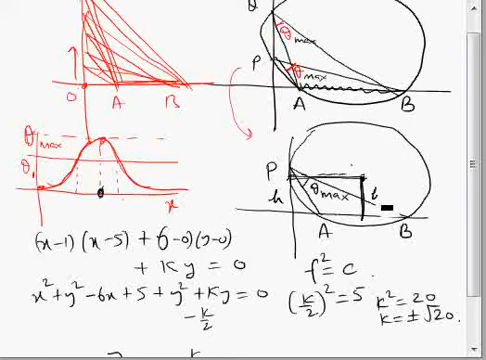 Q
θmax
P
θmax
O A B
A B
θmax
θ1
x
P
h
θmax
t
A B
(x-1) (x-5) + (y-0)(y-0)
+ Ky = 0
x² + y² - 6x + 5 + y² + Ky = 0
-K/2
f² = c.
(K/2)² = 5
K² = 20
K = ±√20.